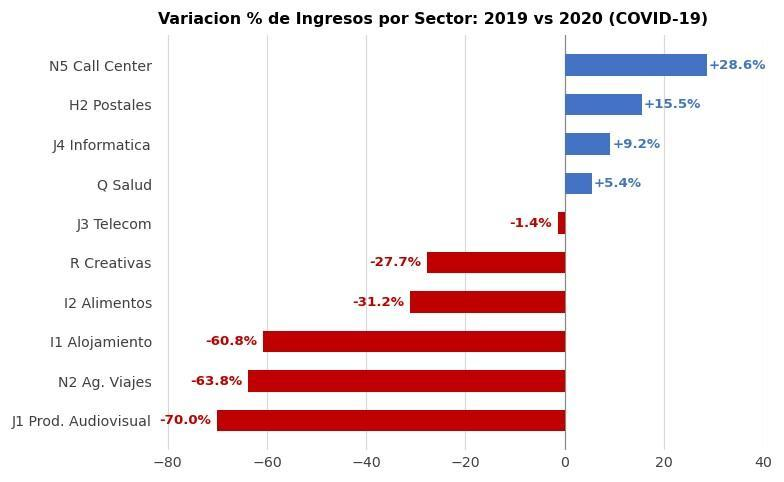 Variacion % de Ingresos por Sector: 2019 vs 2020 (COVID-19)
N5 Call Center +28.6%
H2 Postales +15.5%
J4 Informatica +9.2%
Q Salud +5.4%
J3 Telecom -1.4%
R Creativas -27.7%
I2 Alimentos -31.2%
I1 Alojamiento -60.8%
N2 Ag. Viajes -63.8%
J1 Prod. Audiovisual -70.0%
−80 −60 −40 −20 0 20 40